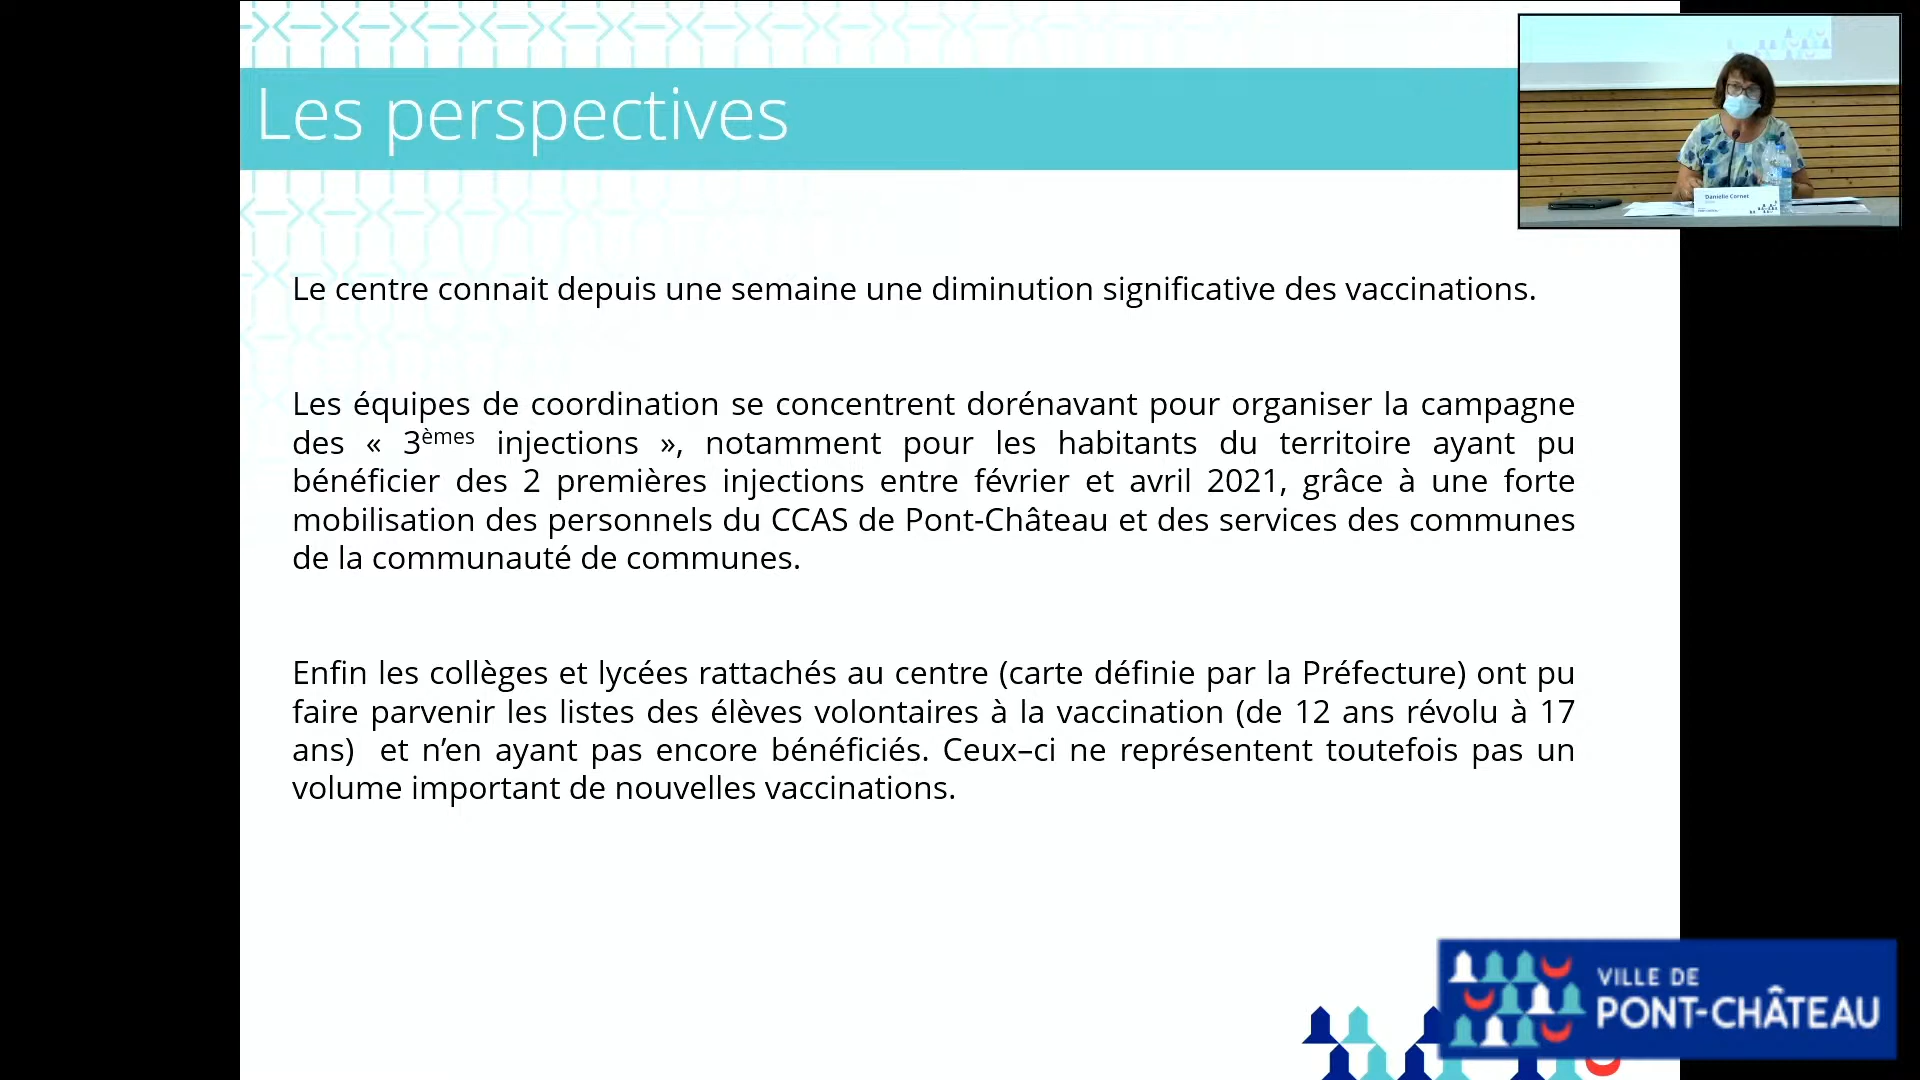 Les perspectives
Danielle Cornet
Le centre connait depuis une semaine une diminution significative des vaccinations.
Les équipes de coordination se concentrent dorénavant pour organiser la campagne
des « 3èmes injections », notamment pour les habitants du territoire ayant pu
bénéficier des 2 premières injections entre février et avril 2021, grâce à une forte
mobilisation des personnels du CCAS de Pont-Château et des services des communes
de la communauté de communes.
Enfin les collèges et lycées rattachés au centre (carte définie par la Préfecture) ont pu
faire parvenir les listes des élèves volontaires à la vaccination (de 12 ans révolu à 17
ans)  et n’en ayant pas encore bénéficiés. Ceux–ci ne représentent toutefois pas un
volume important de nouvelles vaccinations.
VILLE DE
PONT-CHÂTEAU